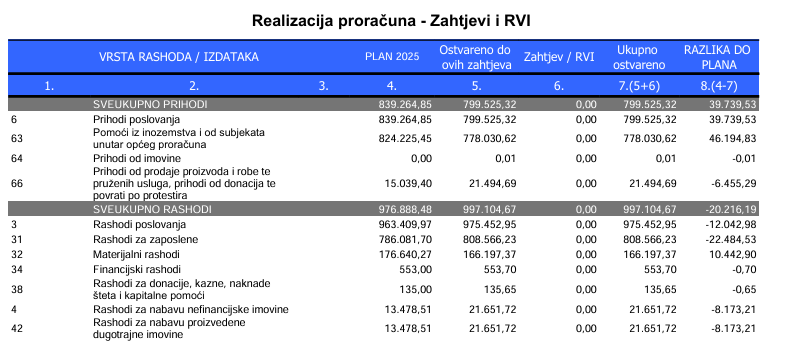 Realizacija proračuna - Zahtjevi i RVI
VRSTA RASHODA / IZDATAKA PLAN 2025 Ostvareno do ovih zahtjeva Zahtjev / RVI Ukupno ostvareno RAZLIKA DO PLANA
1. 2. 3. 4. 5. 6. 7.(5+6) 8.(4-7)
SVEUKUPNO PRIHODI 839.264,85 799.525,32 0,00 799.525,32 39.739,53
6 Prihodi poslovanja 839.264,85 799.525,32 0,00 799.525,32 39.739,53
63 Pomoći iz inozemstva i od subjekata
unutar općeg proračuna 824.225,45 778.030,62 0,00 778.030,62 46.194,83
64 Prihodi od imovine 0,00 0,01 0,00 0,01 -0,01
66 Prihodi od prodaje proizvoda i robe te
pruženih usluga, prihodi od donacija te
povrati po protestira 15.039,40 21.494,69 0,00 21.494,69 -6.455,29
SVEUKUPNO RASHODI 976.888,48 997.104,67 0,00 997.104,67 -20.216,19
3 Rashodi poslovanja 963.409,97 975.452,95 0,00 975.452,95 -12.042,98
31 Rashodi za zaposlene 786.081,70 808.566,23 0,00 808.566,23 -22.484,53
32 Materijalni rashodi 176.640,27 166.197,37 0,00 166.197,37 10.442,90
34 Financijski rashodi 553,00 553,70 0,00 553,70 -0,70
38 Rashodi za donacije, kazne, naknade
šteta i kapitalne pomoći 135,00 135,65 0,00 135,65 -0,65
4 Rashodi za nabavu nefinancijske imovine 13.478,51 21.651,72 0,00 21.651,72 -8.173,21
42 Rashodi za nabavu proizvedene
dugotrajne imovine 13.478,51 21.651,72 0,00 21.651,72 -8.173,21